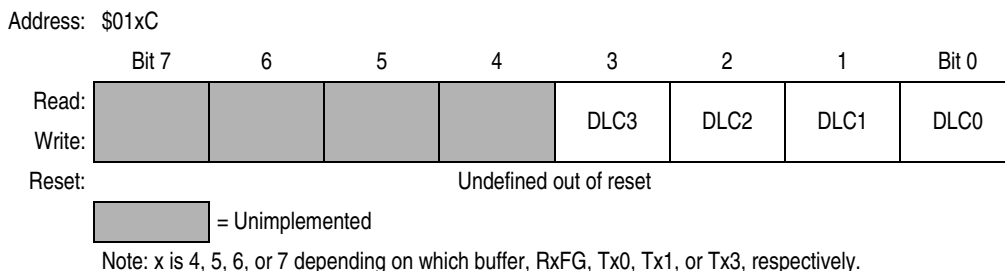 Address: $01xC
Bit 7 6 5 4 3 2 1 Bit 0
Read: DLC3 DLC2 DLC1 DLC0
Write:
Reset: Undefined out of reset
= Unimplemented
Note: x is 4, 5, 6, or 7 depending on which buffer, RxFG, Tx0, Tx1, or Tx3, respectively.